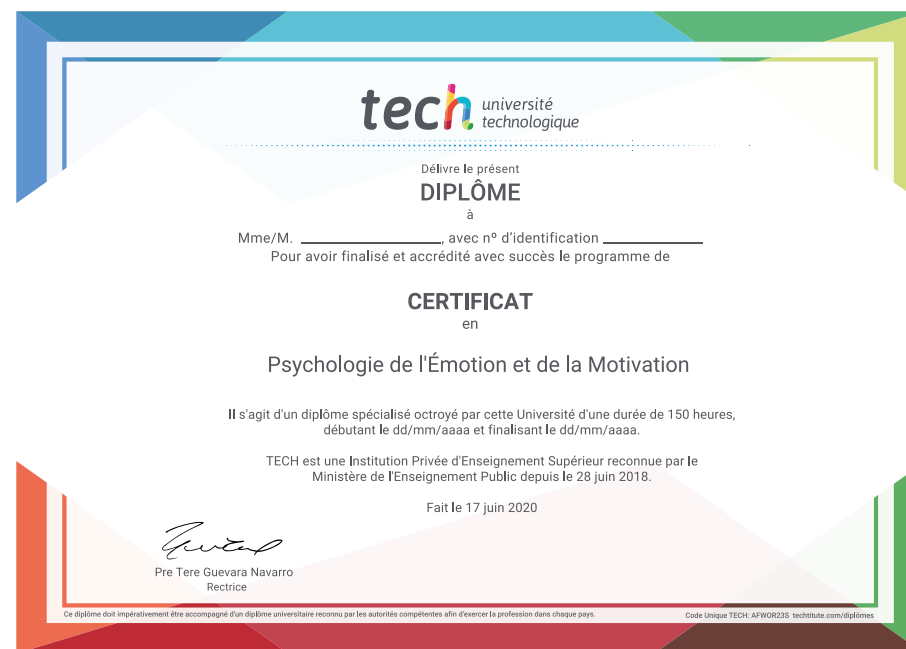 tech université
technologique
Délivre le présent
DIPLÔME
à
Mme/M. ____________________, avec nº d'identification ______________
Pour avoir finalisé et accrédité avec succès le programme de
CERTIFICAT
en
Psychologie de l'Émotion et de la Motivation
Il s'agit d'un diplôme spécialisé octroyé par cette Université d'une durée de 150 heures,
débutant le dd/mm/aaaa et finalisant le dd/mm/aaaa.
TECH est une Institution Privée d'Enseignement Supérieur reconnue par le
Ministère de l'Enseignement Public depuis le 28 juin 2018.
Fait le 17 juin 2020
Pre Tere Guevara Navarro
Rectrice
Ce diplôme doit impérativement être accompagné d'un diplôme universitaire reconnu par les autorités compétentes afin d'exercer la profession dans chaque pays.
Code Unique TECH: AFWOR23S techtitute.com/diplômes